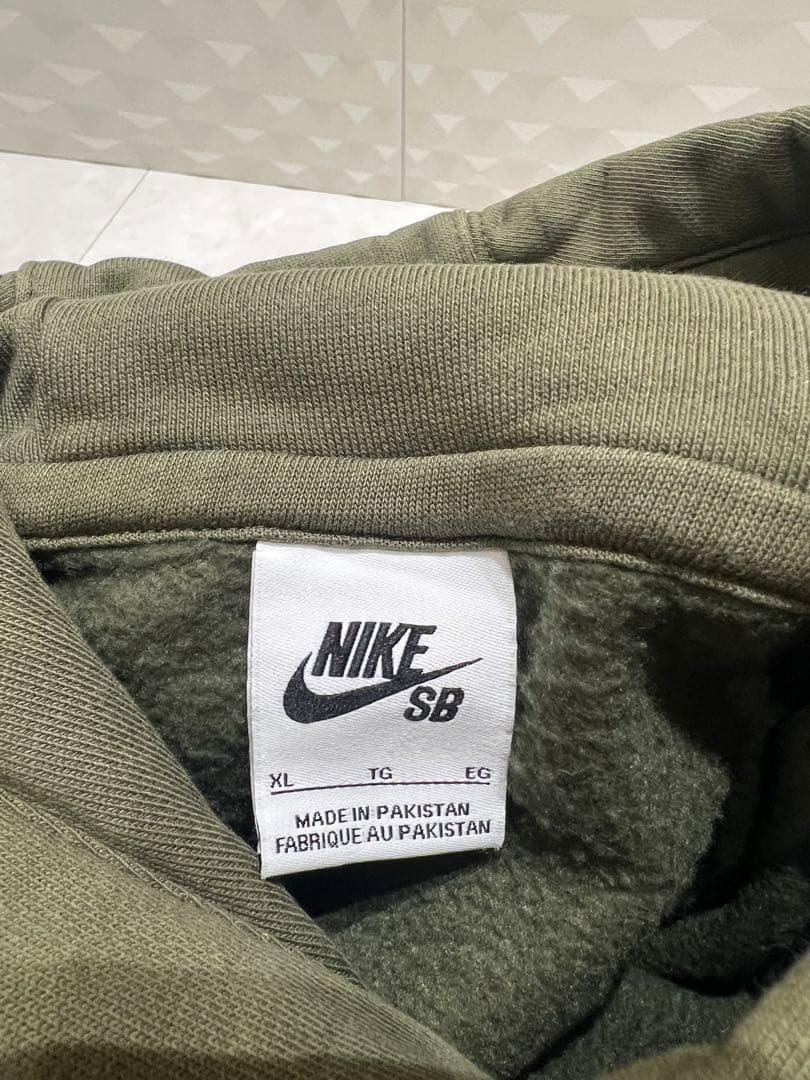 NIKE
SB
XL TG EG
MADE IN PAKISTAN
FABRIQUE AU PAKISTAN